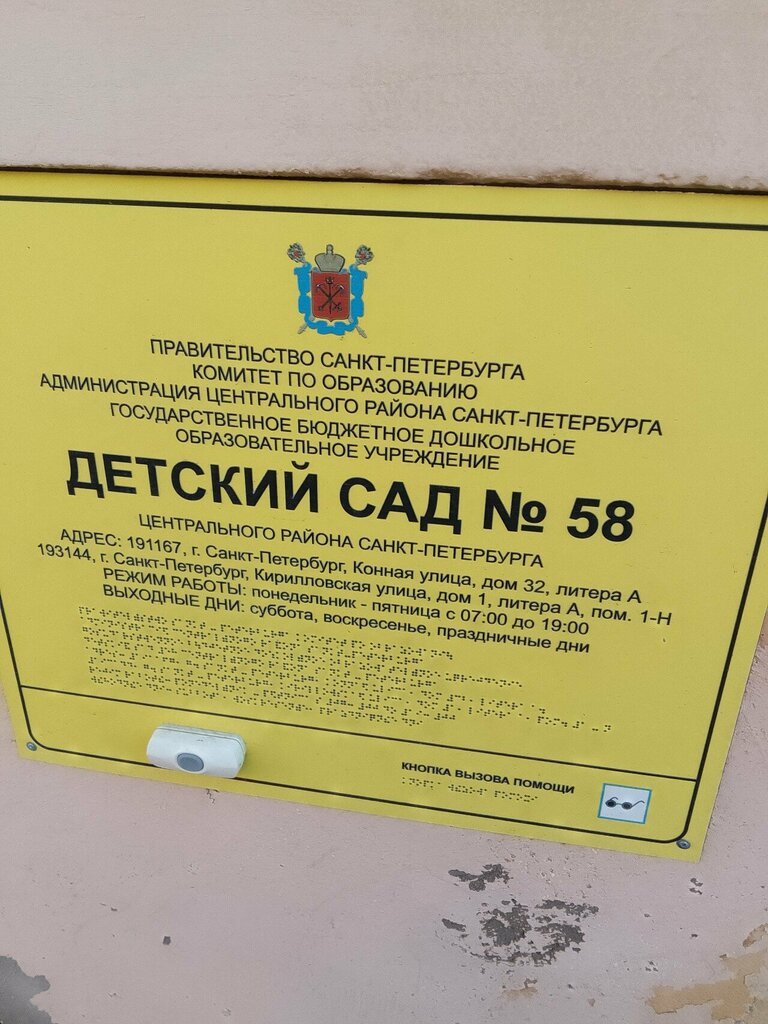 ПРАВИТЕЛЬСТВО САНКТ-ПЕТЕРБУРГА
КОМИТЕТ ПО ОБРАЗОВАНИЮ
АДМИНИСТРАЦИЯ ЦЕНТРАЛЬНОГО РАЙОНА САНКТ-ПЕТЕРБУРГА
ГОСУДАРСТВЕННОЕ БЮДЖЕТНОЕ ДОШКОЛЬНОЕ
ОБРАЗОВАТЕЛЬНОЕ УЧРЕЖДЕНИЕ
ДЕТСКИЙ САД № 58
ЦЕНТРАЛЬНОГО РАЙОНА САНКТ-ПЕТЕРБУРГА
АДРЕС: 191167, г. Санкт-Петербург, Конная улица, дом 32, литера А
193144, г. Санкт-Петербург, Кирилловская улица, дом 1, литера А, пом. 1-Н
РЕЖИМ РАБОТЫ: понедельник - пятница с 07:00 до 19:00
ВЫХОДНЫЕ ДНИ: суббота, воскресенье, праздничные дни
КНОПКА ВЫЗОВА ПОМОЩИ